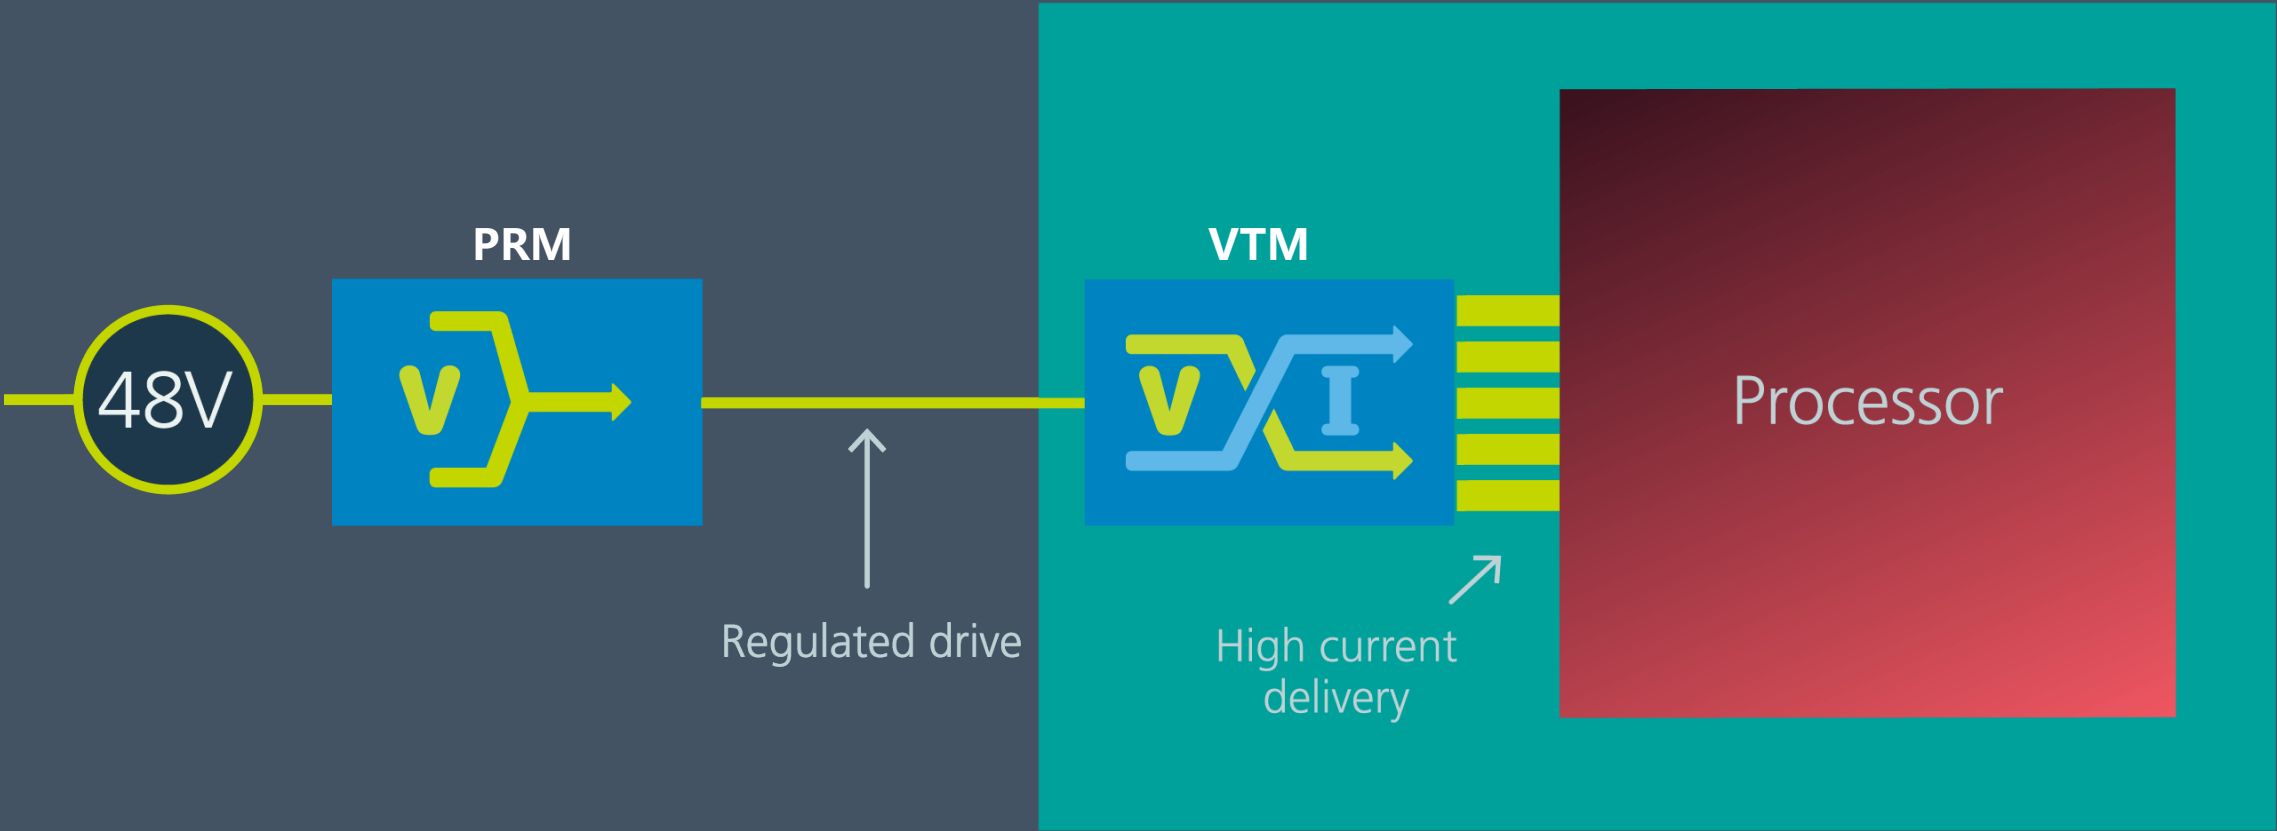 PRM
VTM
48V
V
V
I
Processor
Regulated drive
High current
delivery